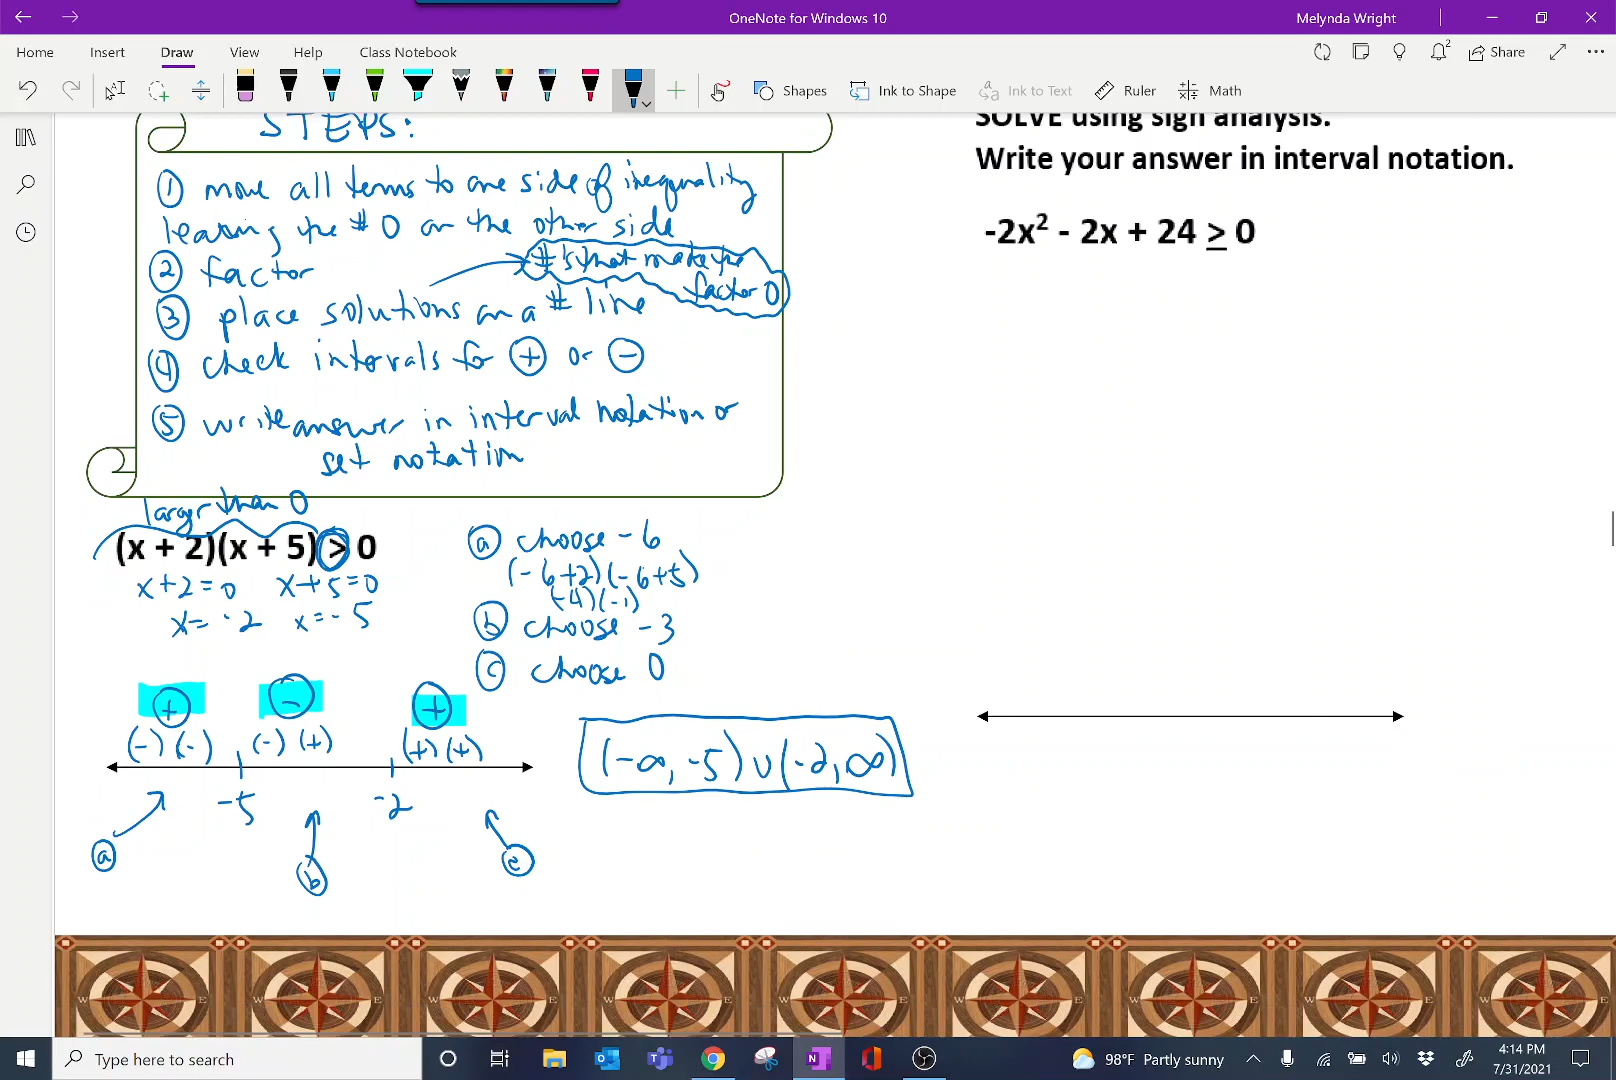 OneNote for Windows 10
Melynda Wright
Home Insert Draw View Help Class Notebook
2 Share
Shapes Ink to Shape Ink to Text Ruler Math
STEPS:
① move all terms to one side of inequality
leaving the # 0 on the other side
② factor
#'s that make the
factor 0
③ place solutions on a # line
④ check intervals for + or -
⑤ write answer in interval notation or
set notation
larger than 0
(x + 2)(x + 5) > 0
x+2=0 x+5=0
x=-2 x=-5
ⓐ choose -6
(-6+2)(-6+5)
(-4)(-1)
ⓑ choose -3
ⓒ choose 0
+ - +
(-)(-) (-)(+) (+)(+)
-5 -2
(-∞,-5)∪(-2,∞)
ⓐ ⓑ ⓒ
SOLVE using sign analysis.
Write your answer in interval notation.
-2x² - 2x + 24 ≥ 0
W E W E W E W E W E W E W E W E W E
Type here to search
98°F Partly sunny
4:14 PM
7/31/2021